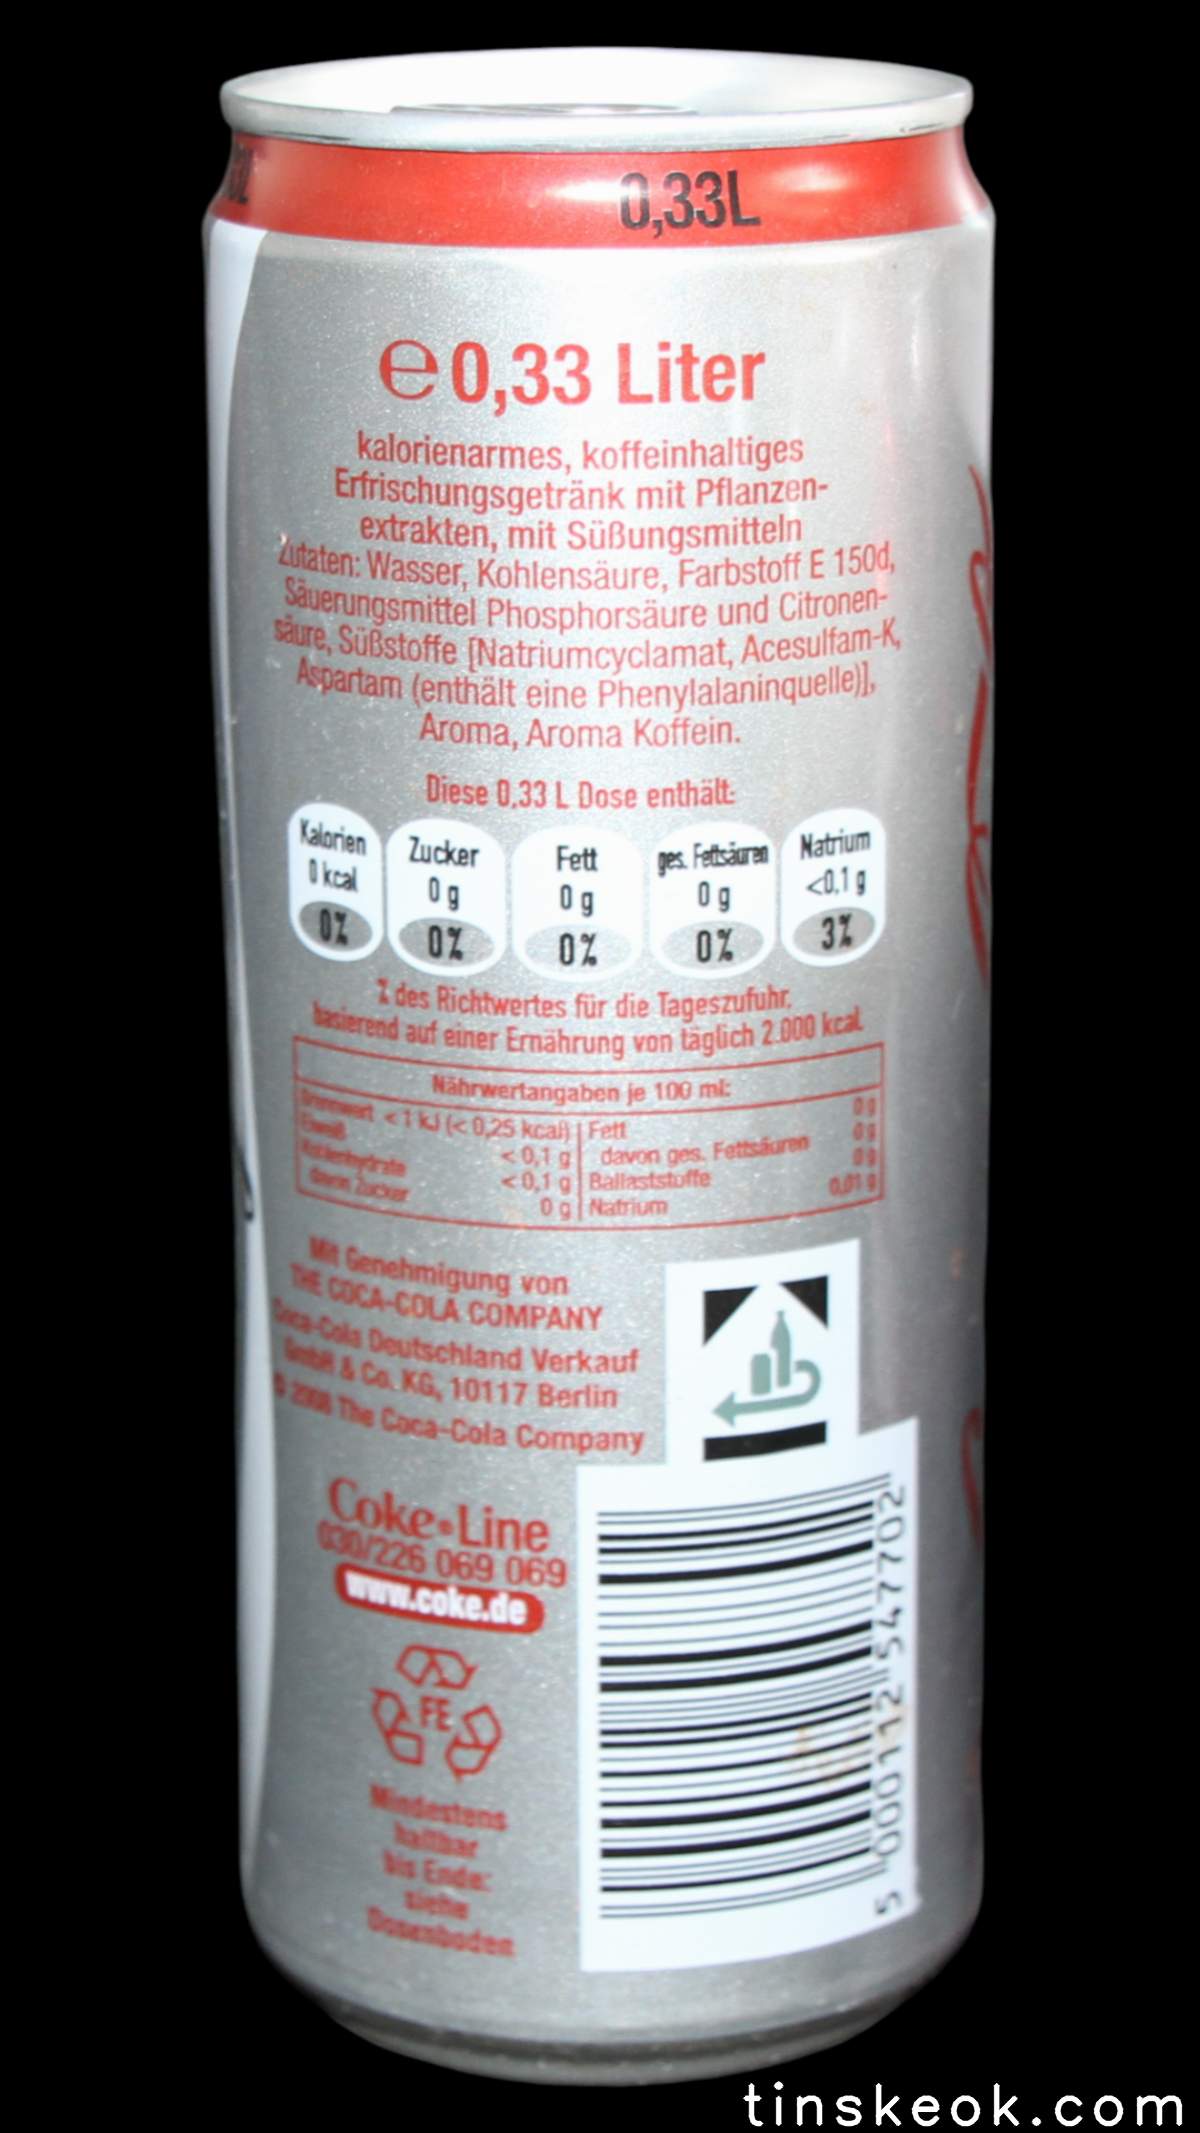 0,33L
℮ 0,33 Liter
kalorienarmes, koffeinhaltiges
Erfrischungsgetränk mit Pflanzen-
extrakten, mit Süßungsmitteln
Zutaten: Wasser, Kohlensäure, Farbstoff E 150d,
Säuerungsmittel Phosphorsäure und Citronen-
säure, Süßstoffe [Natriumcyclamat, Acesulfam-K,
Aspartam (enthält eine Phenylalaninquelle)],
Aroma, Aroma Koffein.
Diese 0,33 L Dose enthält:
Kalorien 0 kcal 0%
Zucker 0 g 0%
Fett 0 g 0%
ges. Fettsäuren 0 g 0%
Natrium <0,1 g 3%
% des Richtwertes für die Tageszufuhr,
basierend auf einer Ernährung von täglich 2.000 kcal.
Nährwertangaben je 100 ml:
Brennwert < 1 kJ (< 0,25 kcal)
Eiweiß < 0,1 g
Kohlenhydrate < 0,1 g
davon Zucker 0 g
Fett 0 g
davon ges. Fettsäuren 0 g
Ballaststoffe 0 g
Natrium 0,01 g
Mit Genehmigung von
THE COCA-COLA COMPANY
Coca-Cola Deutschland Verkauf
GmbH & Co. KG, 10117 Berlin
© 2008 The Coca-Cola Company
Coke•Line
030/226 069 069
www.coke.de
FE
Mindestens
haltbar
bis Ende:
siehe
Dosenboden
5 000112 547702
tinskeok.com